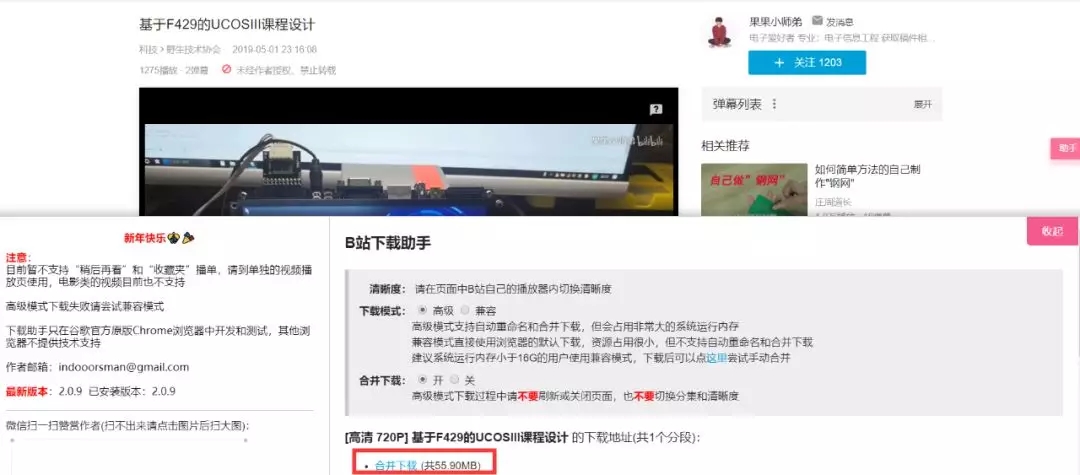 基于F429的UCOSIII课程设计
科技 > 野生技术协会 2019-05-01 23:16:08
1275播放 · 2弹幕 未经作者授权，禁止转载
果果小师弟 发消息
电子爱好者 专业：电子信息工程 获取稿件相...
+ 关注 1203
弹幕列表
展开
相关推荐
助手
bilibili
自己做“钢网”
如何简单方法的自己制
作"钢网"
庄周道长
新年快乐
注意：
目前暂不支持“稍后再看”和“收藏夹”播单，请到单独的视频播
放页使用，电影类的视频目前也不支持
高级模式下载失败请尝试兼容模式
下载助手只在谷歌官方原版Chrome浏览器中开发和测试，其他浏
览器不提供技术支持
作者邮箱：indooorsman@gmail.com
最新版本：2.0.9 已安装版本：2.0.9
微信扫一扫赞赏作者(扫不出来请点击图片后扫大图)：
B站下载助手
收起
清晰度： 请在页面中B站自己的播放器内切换清晰度
下载模式： 高级 兼容
高级模式支持自动重命名和合并下载，但会占用非常大的系统运行内存
兼容模式直接使用浏览器的默认下载，资源占用很小，但不支持自动重命名和合并下载
建议系统运行内存小于16G的用户使用兼容模式，下载后可以点这里尝试手动合并
合并下载： 开 关
高级模式下载过程中请不要刷新或关闭页面，也不要切换分集和清晰度
[高清 720P] 基于F429的UCOSIII课程设计 的下载地址(共1个分段)：
合并下载 (共55.90MB)